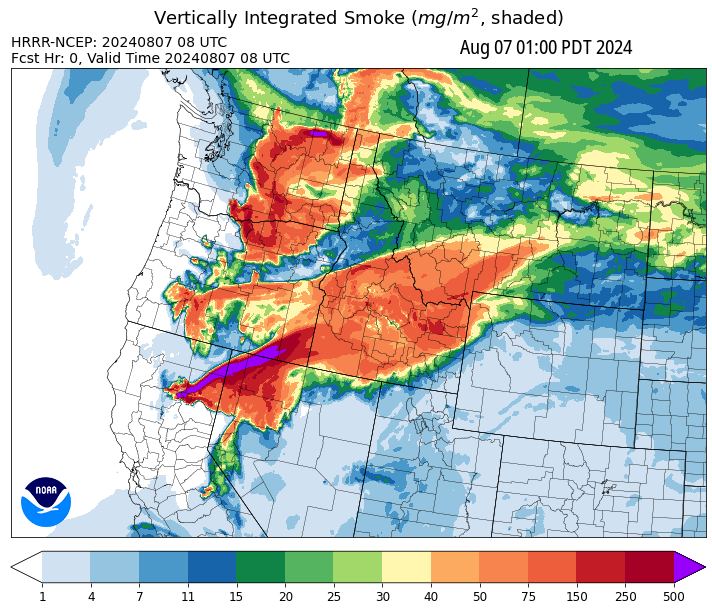 Vertically Integrated Smoke (mg/m², shaded)
HRRR-NCEP: 20240807 08 UTC
Aug 07 01:00 PDT 2024
Fcst Hr: 0, Valid Time 20240807 08 UTC
NOAA
1 4 7 11 15 20 25 30 40 50 75 150 250 500